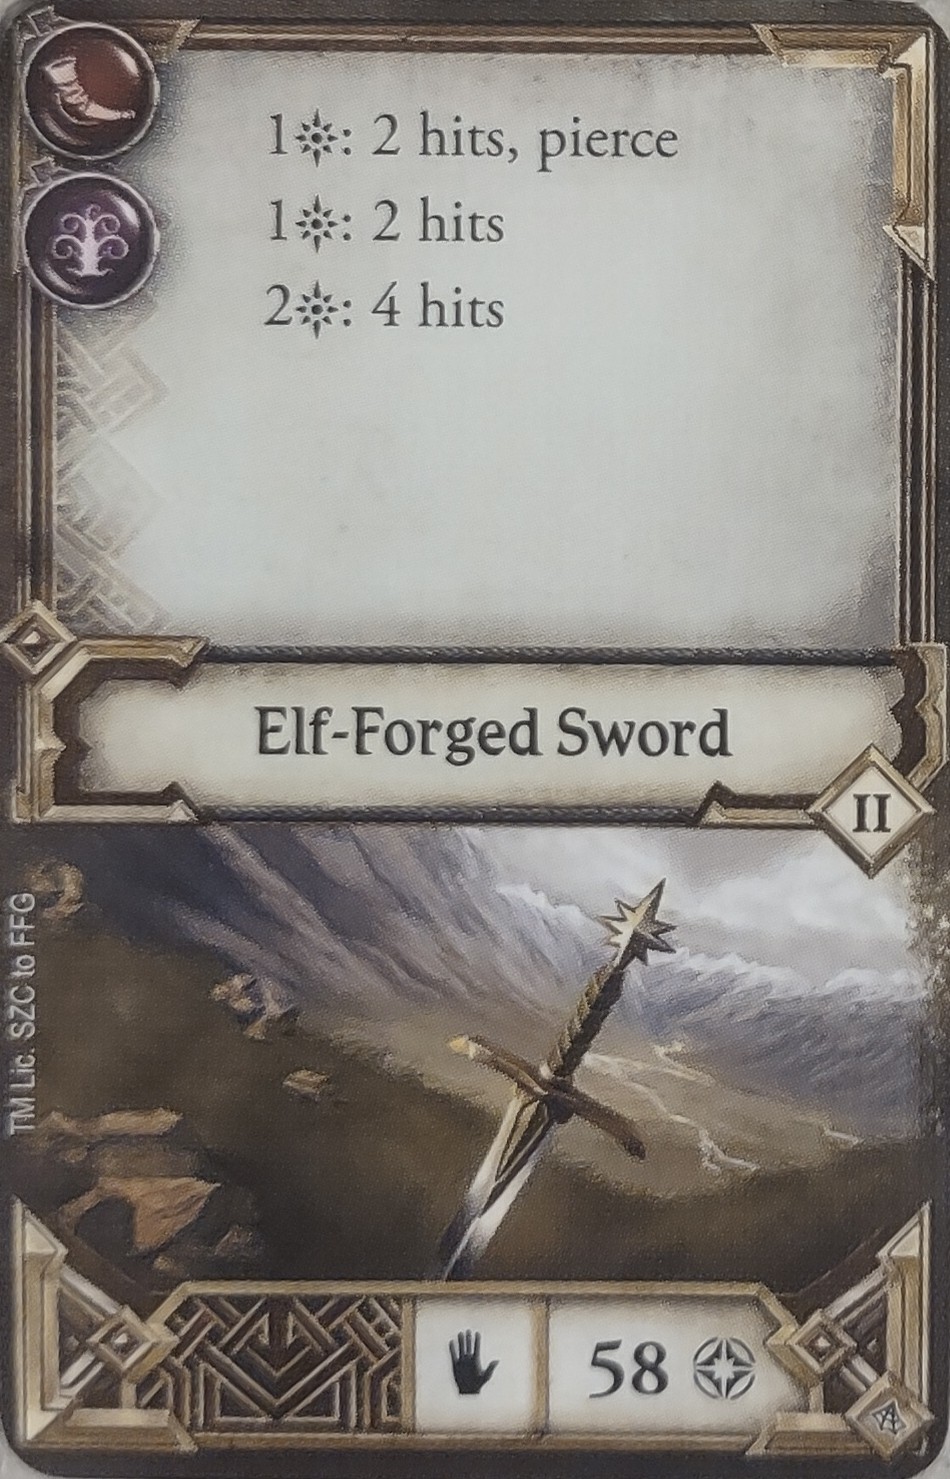 1: 2 hits, pierce
1: 2 hits
2: 4 hits
Elf-Forged Sword
II
TM Lic. SZC to FFG
58